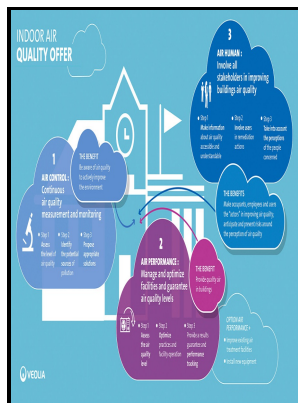 INDOOR AIR
QUALITY OFFER
3
AIR HUMAN :
Involve all
stakeholders in improving
buildings air quality
• Step 1
Make information
about air quality
accessible and
understandable
• Step 2
Involve users
in remediation
actions
• Step 3
Take into account
the perceptions
of the people
concerned
THE BENEFITS
Make occupants, employees and users
the "actors" in improving air quality,
anticipate and prevent risks around
the perception of air quality
1
AIR CONTROL :
Continuous
air quality
measurement and monitoring
• Step 1
Assess
the levels of
air quality
• Step 2
Identify
the potential
sources of
pollution
• Step 3
Propose
appropriate
solutions
THE BENEFIT
Be aware of air quality
to actively improve
the environment
2
AIR PERFORMANCE :
Manage and optimize
facilities and guarantee
air quality levels
• Step 1
Assess
the air
quality
level
• Step 2
Optimize
practices and
facility operation
• Step 3
Provide a results
guarantee and
performance
tracking
THE BENEFIT
Provide quality air
in buildings
OPTION AIR
PERFORMANCE +
• Improve existing air
treatment facilities
• Install new equipment
VEOLIA